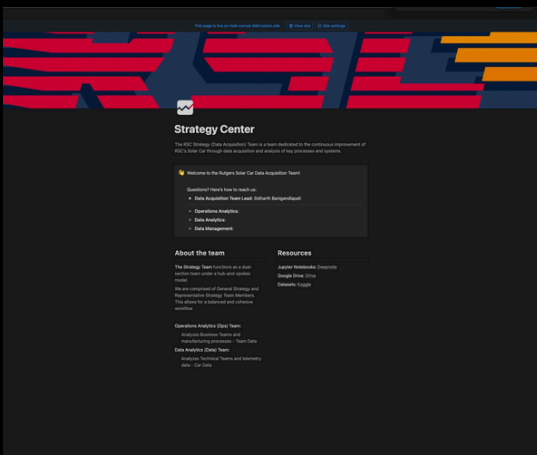 This page is live on
View site
Site settings
Strategy Center
The RSC Strategy (Data Acquisition) Team is a team dedicated to the continuous improvement of
RSC's Solar Car through data acquisition and analysis of key processes and systems.
Welcome to the Rutgers Solar Car Data Acquisition Team!
Questions? Here's how to reach us:
Data Acquisition Team Lead: Sidharth
Operations Analytics:
Data Analytics:
Data Management:
About the team
The Strategy Team functions as a dual-
section team under a hub-and-spokes
model.
We are comprised of General Strategy and
Representative Strategy Team Members.
This allows for a balanced and cohesive
workflow
Operations Analytics (Ops) Team:
Analyzes Business Teams and
manufacturing processes - Team Data
Data Analytics (Data) Team:
Analyzes Technical Teams and telemetry
data - Car Data
Resources
Jupyter Notebooks: Deepnote
Google Drive: Drive
Datasets: Kaggle